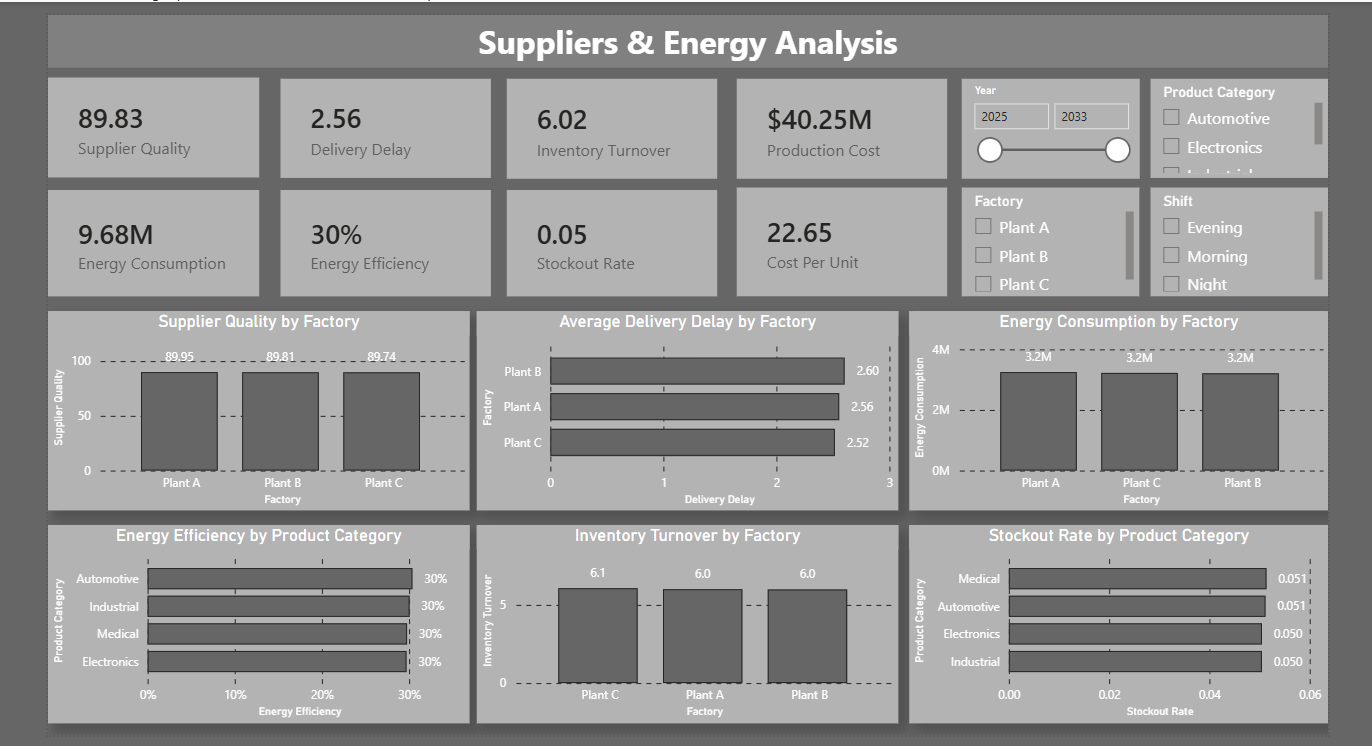 Suppliers & Energy Analysis
89.83
Supplier Quality
2.56
Delivery Delay
6.02
Inventory Turnover
$40.25M
Production Cost
Year
2025 2033
Product Category
Automotive
Electronics
9.68M
Energy Consumption
30%
Energy Efficiency
0.05
Stockout Rate
22.65
Cost Per Unit
Factory
Plant A
Plant B
Plant C
Shift
Evening
Morning
Night
Supplier Quality by Factory
Supplier Quality
100
50
0
89.95 89.81 89.74
Plant A Plant B Plant C
Factory
Average Delivery Delay by Factory
Factory
Plant B 2.60
Plant A 2.56
Plant C 2.52
0 1 2 3
Delivery Delay
Energy Consumption by Factory
Energy Consumption
4M
2M
0M
3.2M 3.2M 3.2M
Plant A Plant C Plant B
Factory
Energy Efficiency by Product Category
Product Category
Automotive 30%
Industrial 30%
Medical 30%
Electronics 30%
0% 10% 20% 30%
Energy Efficiency
Inventory Turnover by Factory
Inventory Turnover
5
0
6.1 6.0 6.0
Plant C Plant A Plant B
Factory
Stockout Rate by Product Category
Product Category
Medical 0.051
Automotive 0.051
Electronics 0.050
Industrial 0.050
0.00 0.02 0.04 0.06
Stockout Rate